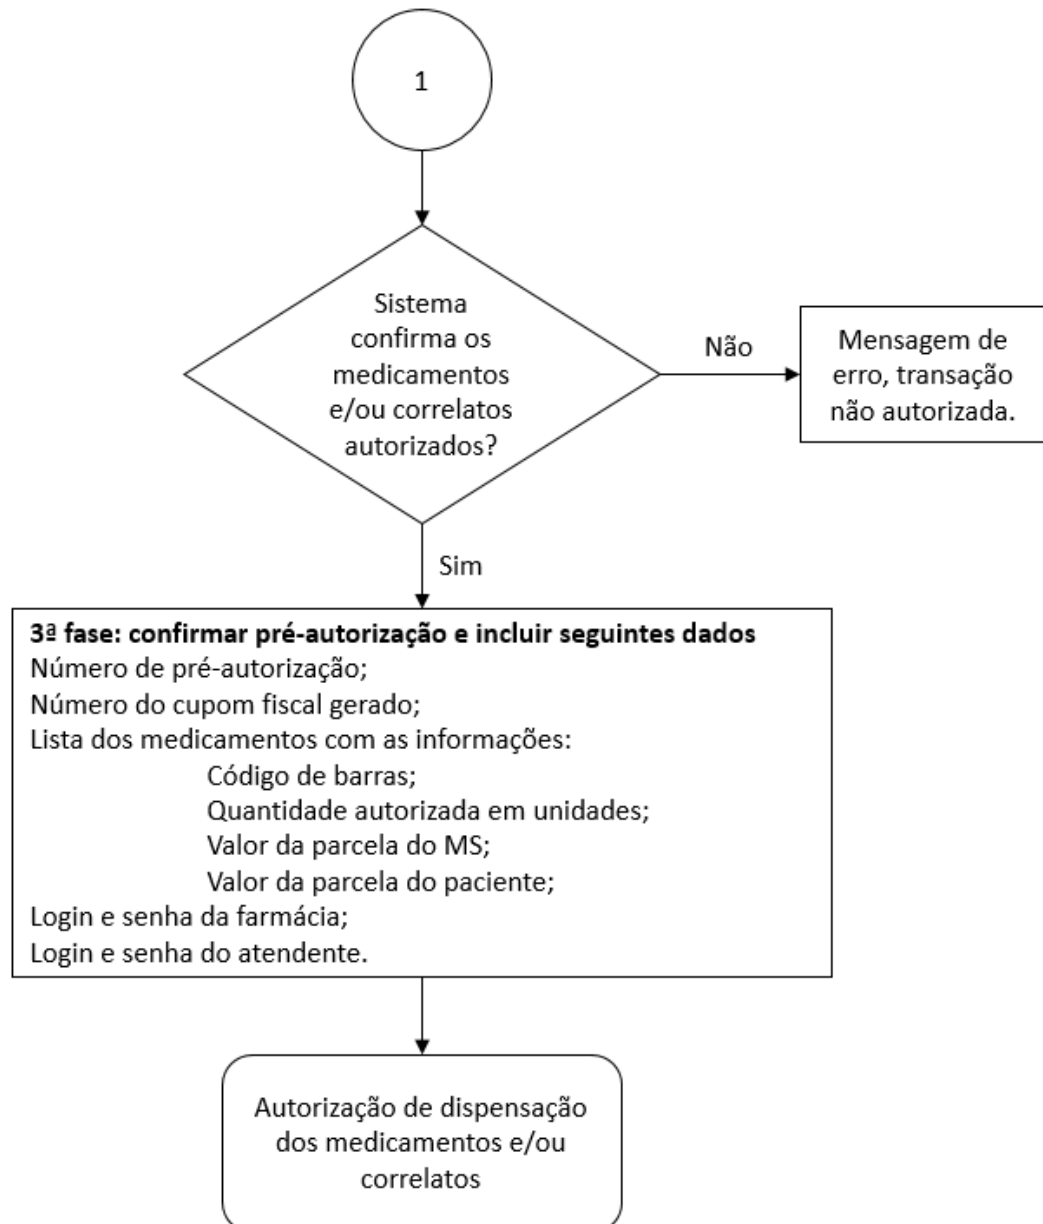 1
Sistema
confirma os
medicamentos
e/ou correlatos
autorizados?
Não
Mensagem de
erro, transação
não autorizada.
Sim
3ª fase: confirmar pré-autorização e incluir seguintes dados
Número de pré-autorização;
Número do cupom fiscal gerado;
Lista dos medicamentos com as informações:
Código de barras;
Quantidade autorizada em unidades;
Valor da parcela do MS;
Valor da parcela do paciente;
Login e senha da farmácia;
Login e senha do atendente.
Autorização de dispensação
dos medicamentos e/ou
correlatos